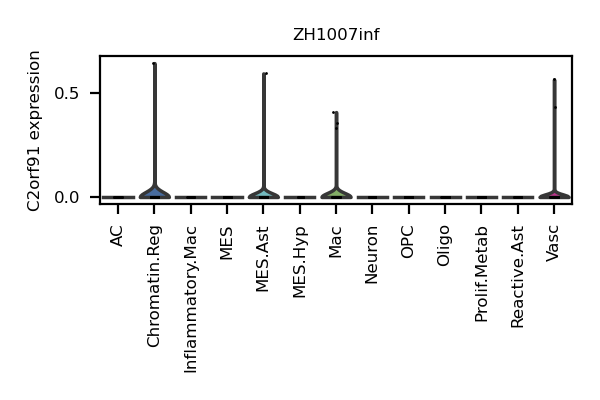 ZH1007inf
C2orf91 expression
0.5
0.0
AC
Chromatin.Reg
Inflammatory.Mac
MES
MES.Ast
MES.Hyp
Mac
Neuron
OPC
Oligo
Prolif.Metab
Reactive.Ast
Vasc